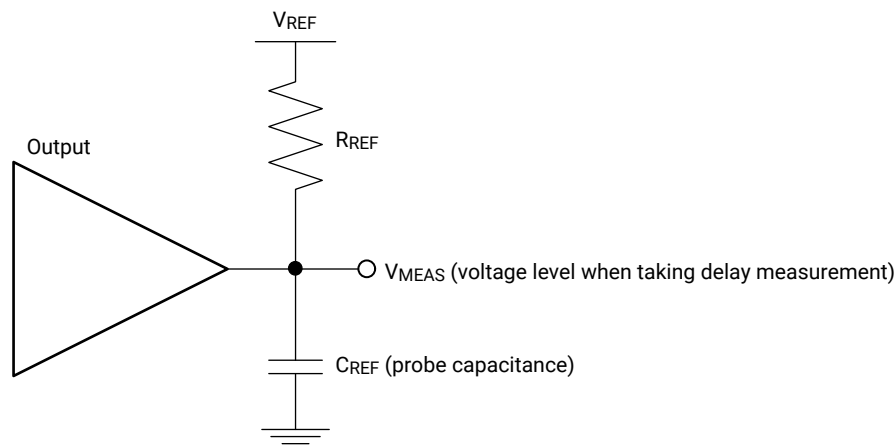 VREF
RREF
Output
VMEAS (voltage level when taking delay measurement)
CREF (probe capacitance)